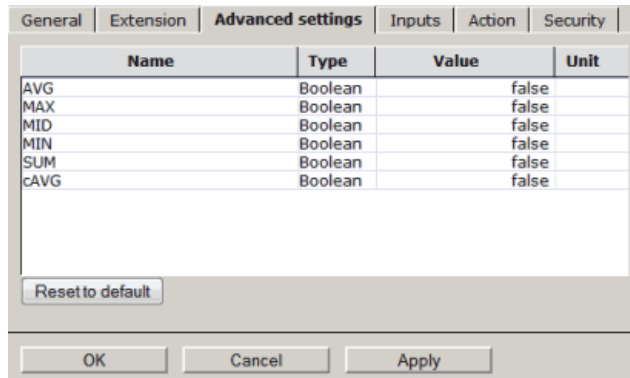 General Extension Advanced settings Inputs Action Security
Name Type Value Unit
AVG Boolean false
MAX Boolean false
MID Boolean false
MIN Boolean false
SUM Boolean false
cAVG Boolean false
Reset to default
OK Cancel Apply